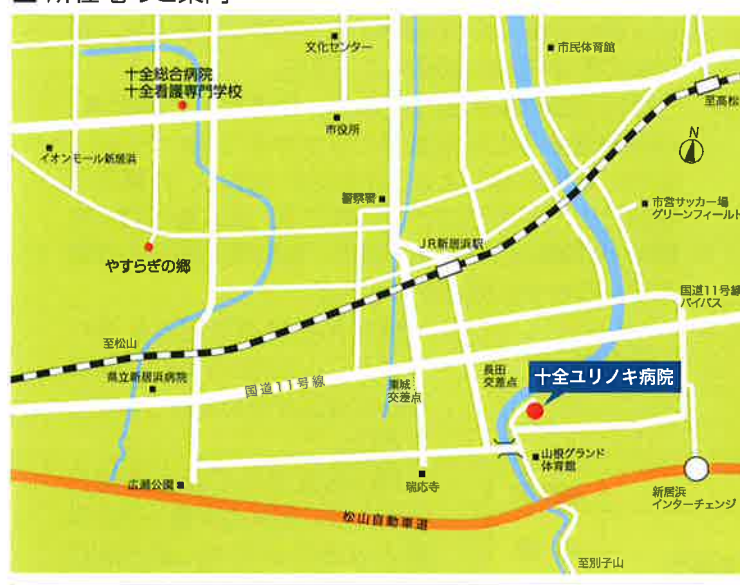 文化センター
市民体育館
十全総合病院
十全看護専門学校
至高松
市役所
N
イオンモール新居浜
警察署
市営サッカー場
グリーンフィールド
JR新居浜駅
やすらぎの郷
国道11号線
バイパス
至松山
県立新居浜病院
国道11号線
東城
交差点
長田
交差点
十全ユリノキ病院
山根グランド
体育館
広瀬公園
瑞応寺
新居浜
インターチェンジ
松山自動車道
至別子山